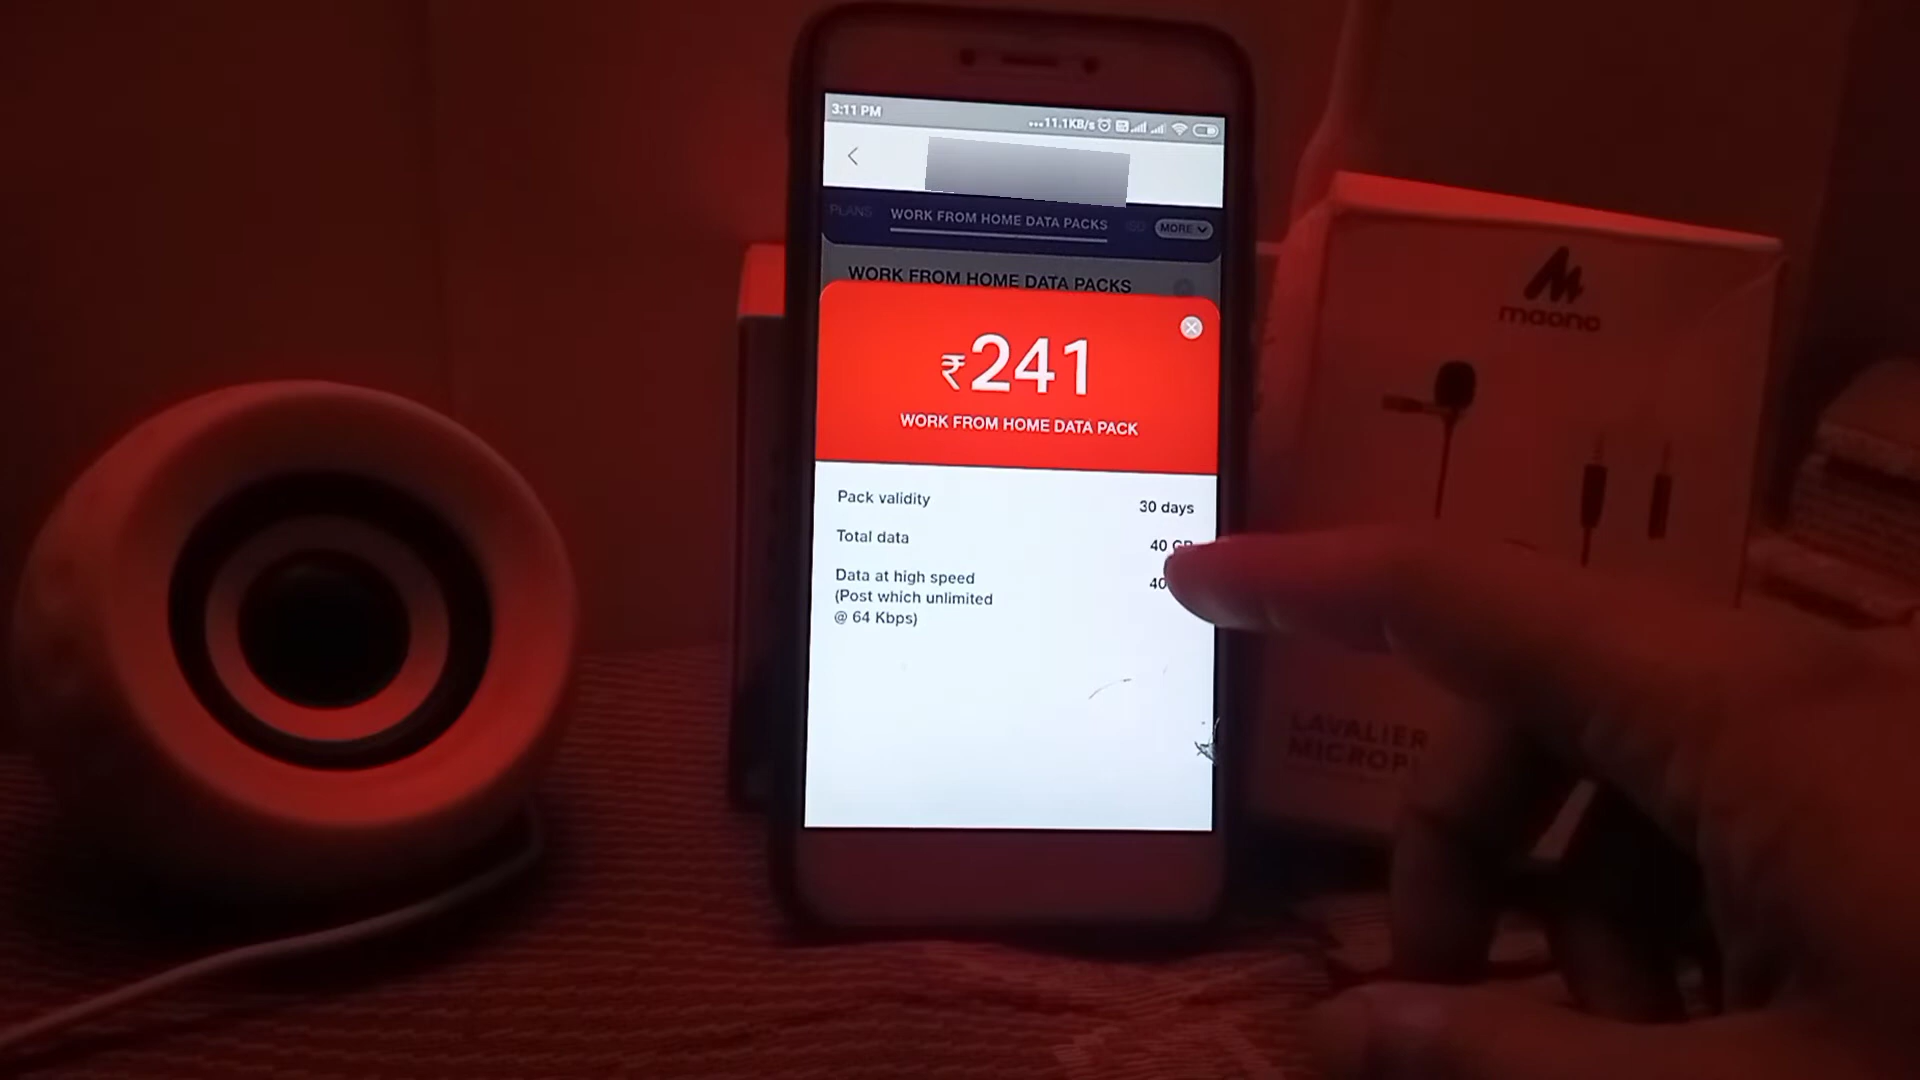 3:11 PM
...11.1KB/s
PLANS
WORK FROM HOME DATA PACKS
MORE
WORK FROM HOME DATA PACKS
₹241
WORK FROM HOME DATA PACK
Pack validity 30 days
Total data 40
Data at high speed 40
(Post which unlimited
@ 64 Kbps)
maono
LAVALIER